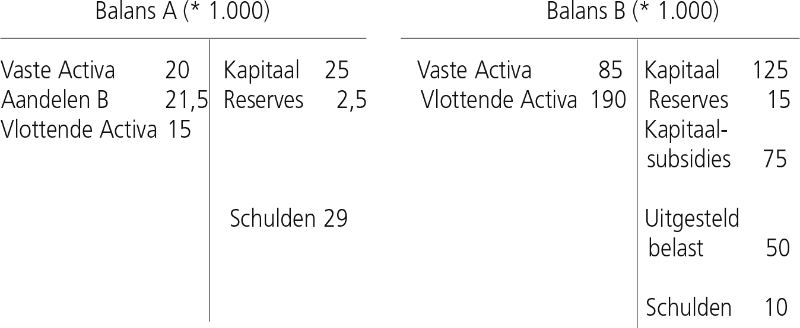 Balans A (* 1.000)
Vaste Activa 20 Kapitaal 25
Aandelen B 21,5 Reserves 2,5
Vlottende Activa 15
Schulden 29
Balans B (* 1.000)
Vaste Activa 85 Kapitaal 125
Vlottende Activa 190 Reserves 15
Kapitaal-
subsidies 75
Uitgesteld
belast 50
Schulden 10